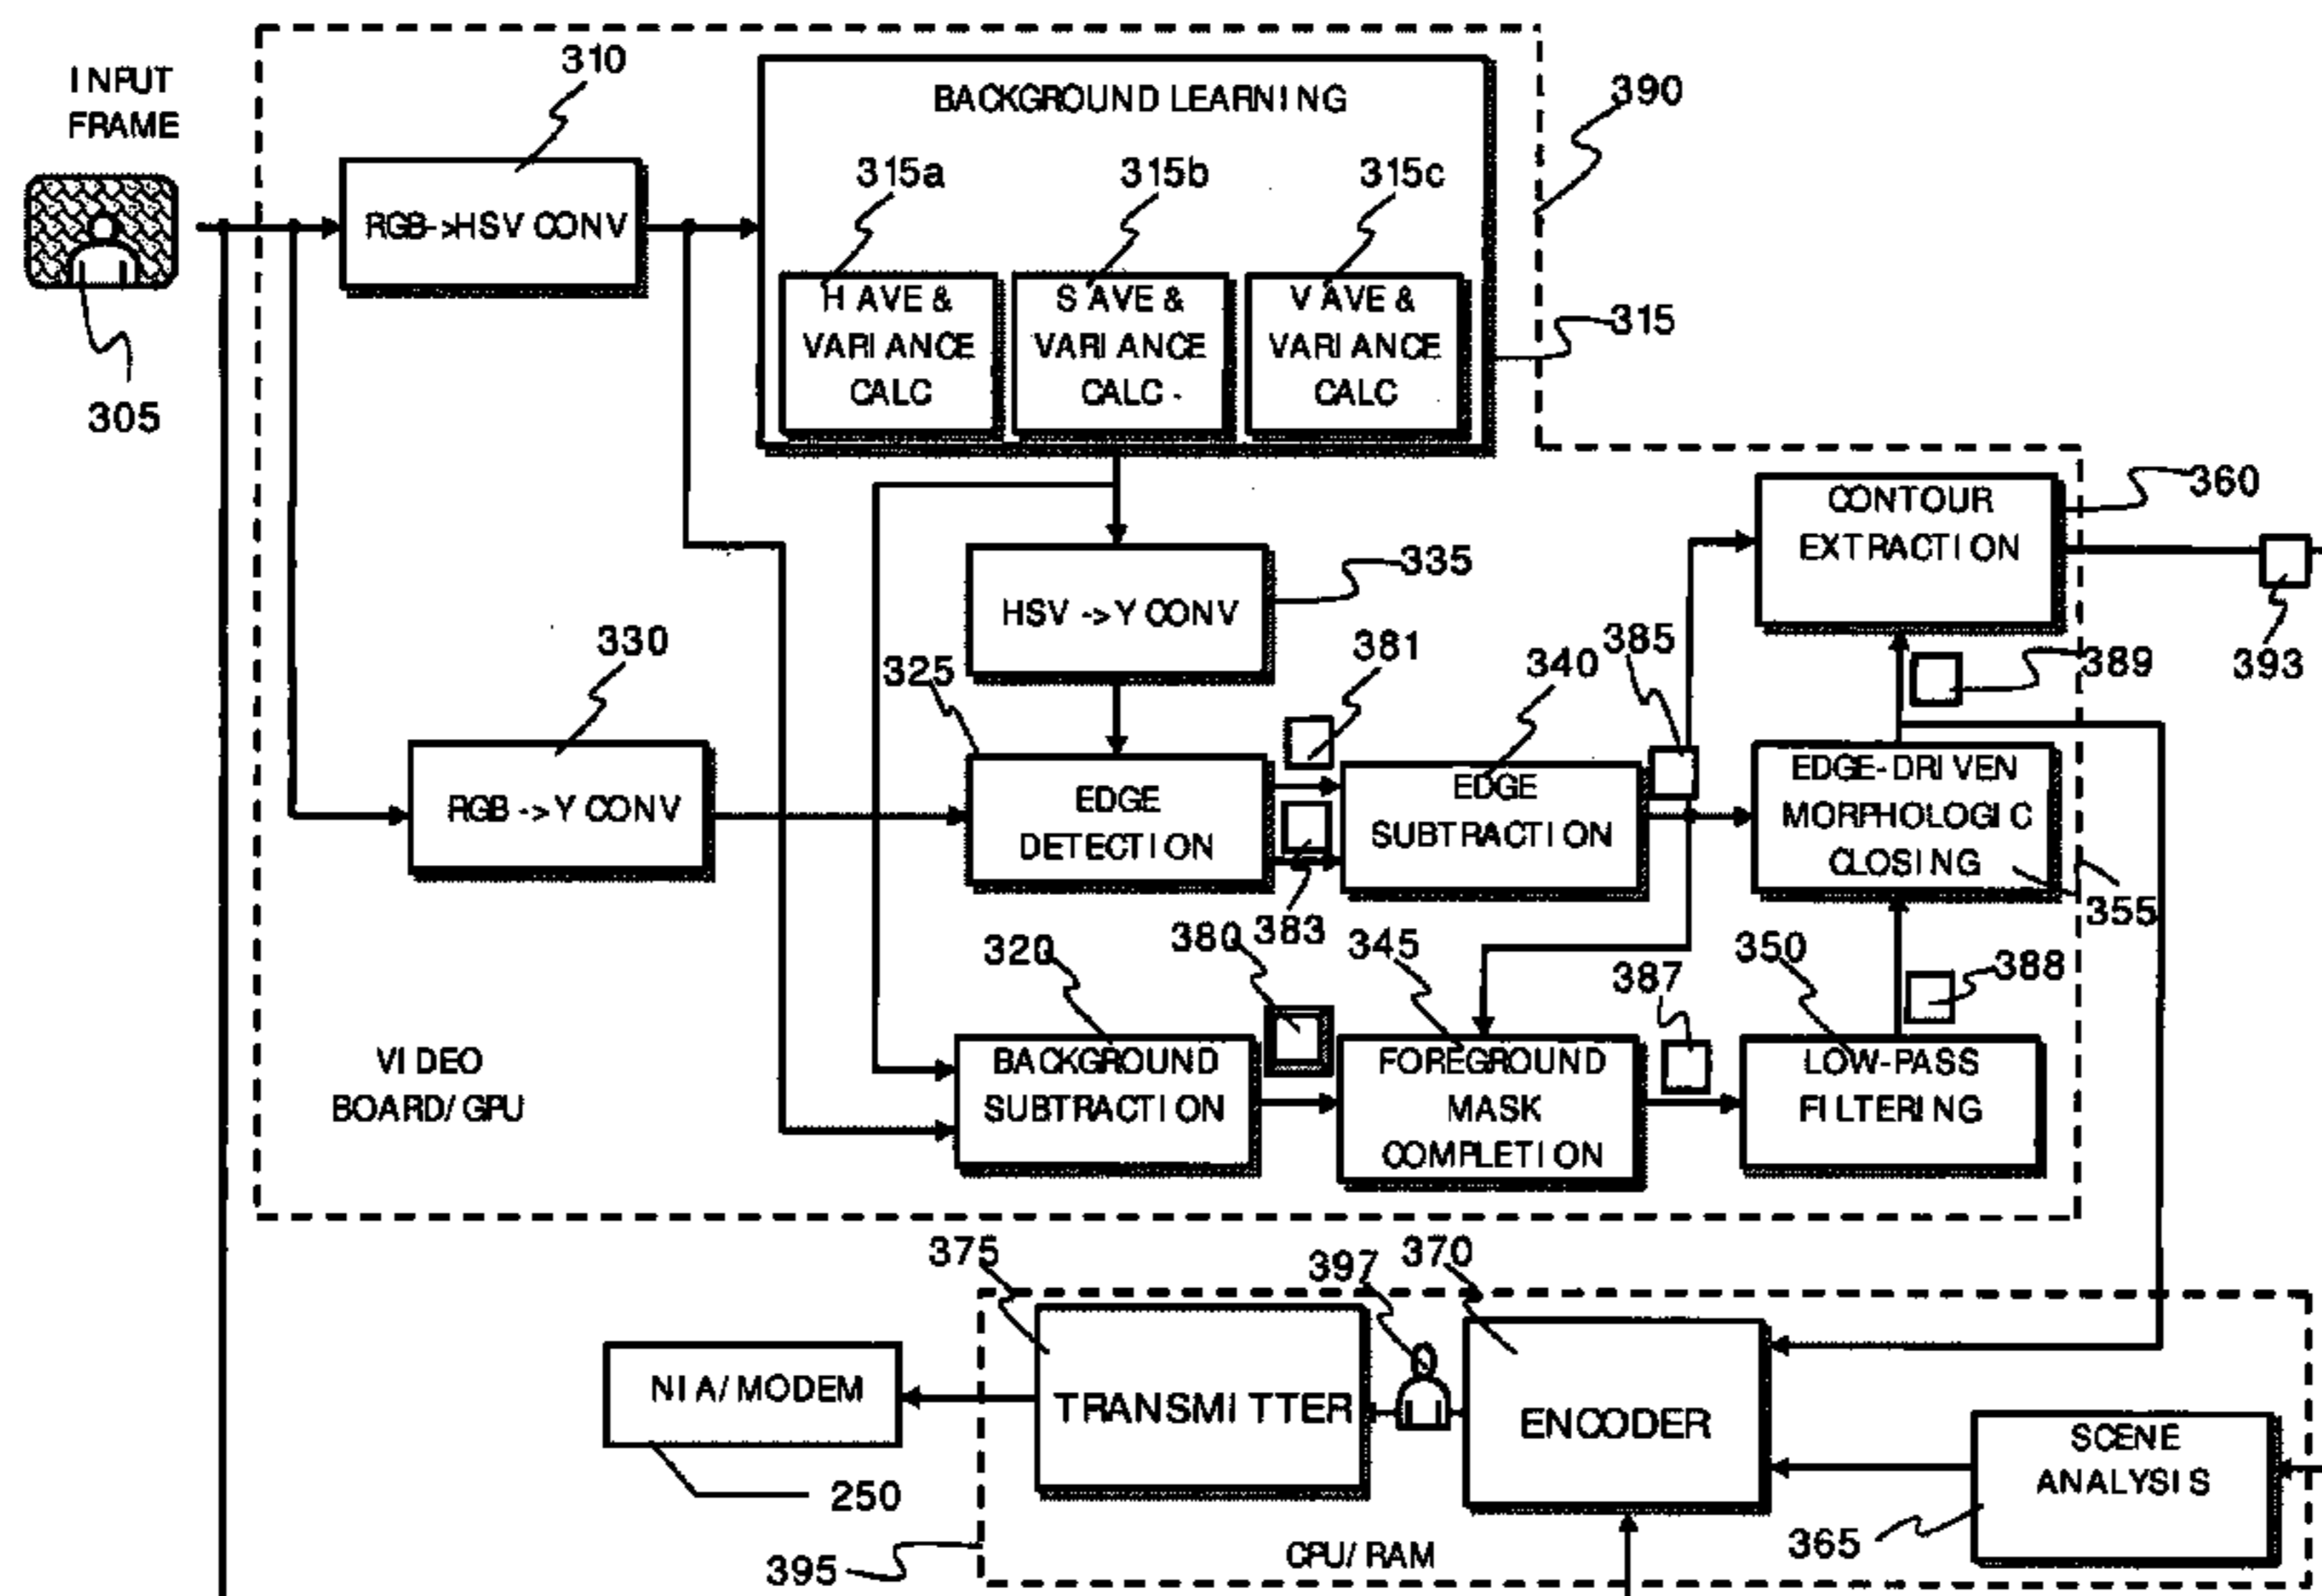 INPUT
FRAME
305
310
RGB->HSV CONV
BACKGROUND LEARNING
315a
315b
315c
H AVE &
VARIANCE
CALC
S AVE &
VARIANCE
CALC
V AVE &
VARIANCE
CALC
390
315
335
HSV ->Y CONV
330
RGB ->Y CONV
325
EDGE
DETECTION
381
383
340
EDGE
SUBTRACTION
385
360
CONTOUR
EXTRACTION
393
389
EDGE-DRIVEN
MORPHOLOGIC
CLOSING
355
320
BACKGROUND
SUBTRACTION
380
345
FOREGROUND
MASK
COMPLETION
387
350
LOW-PASS
FILTERING
388
VIDEO
BOARD/GPU
375
TRANSMITTER
397
370
ENCODER
NIA/MODEM
250
SCENE
ANALYSIS
365
395
CPU/RAM